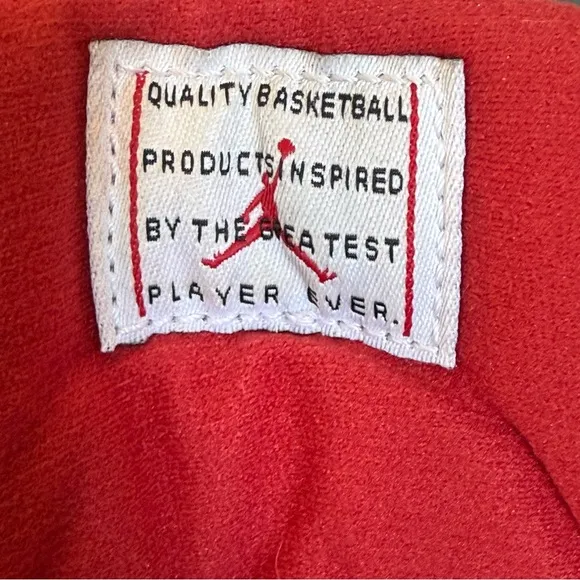 QUALITY BASKETBALL
PRODUCTS INSPIRED
BY THE GREATEST
PLAYER EVER.